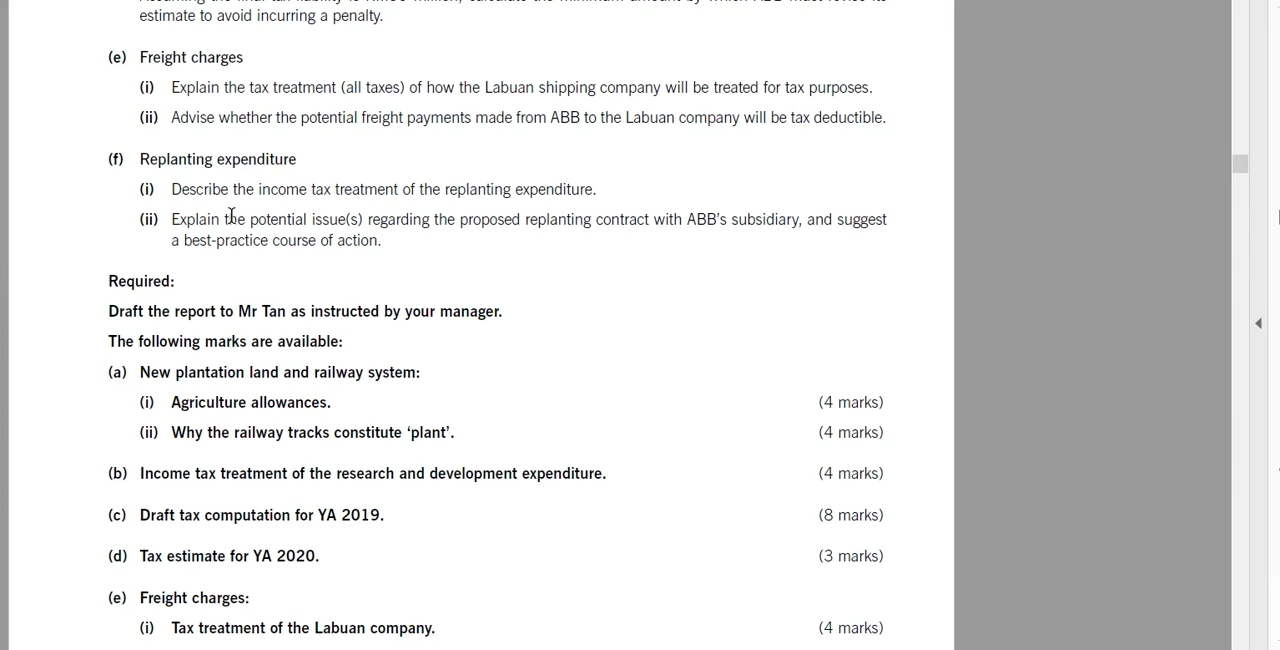 estimate to avoid incurring a penalty.
(e) Freight charges
(i) Explain the tax treatment (all taxes) of how the Labuan shipping company will be treated for tax purposes.
(ii) Advise whether the potential freight payments made from ABB to the Labuan company will be tax deductible.
(f) Replanting expenditure
(i) Describe the income tax treatment of the replanting expenditure.
(ii) Explain the potential issue(s) regarding the proposed replanting contract with ABB's subsidiary, and suggest
a best-practice course of action.
Required:
Draft the report to Mr Tan as instructed by your manager.
The following marks are available:
(a) New plantation land and railway system:
(i) Agriculture allowances. (4 marks)
(ii) Why the railway tracks constitute 'plant'. (4 marks)
(b) Income tax treatment of the research and development expenditure. (4 marks)
(c) Draft tax computation for YA 2019. (8 marks)
(d) Tax estimate for YA 2020. (3 marks)
(e) Freight charges:
(i) Tax treatment of the Labuan company. (4 marks)